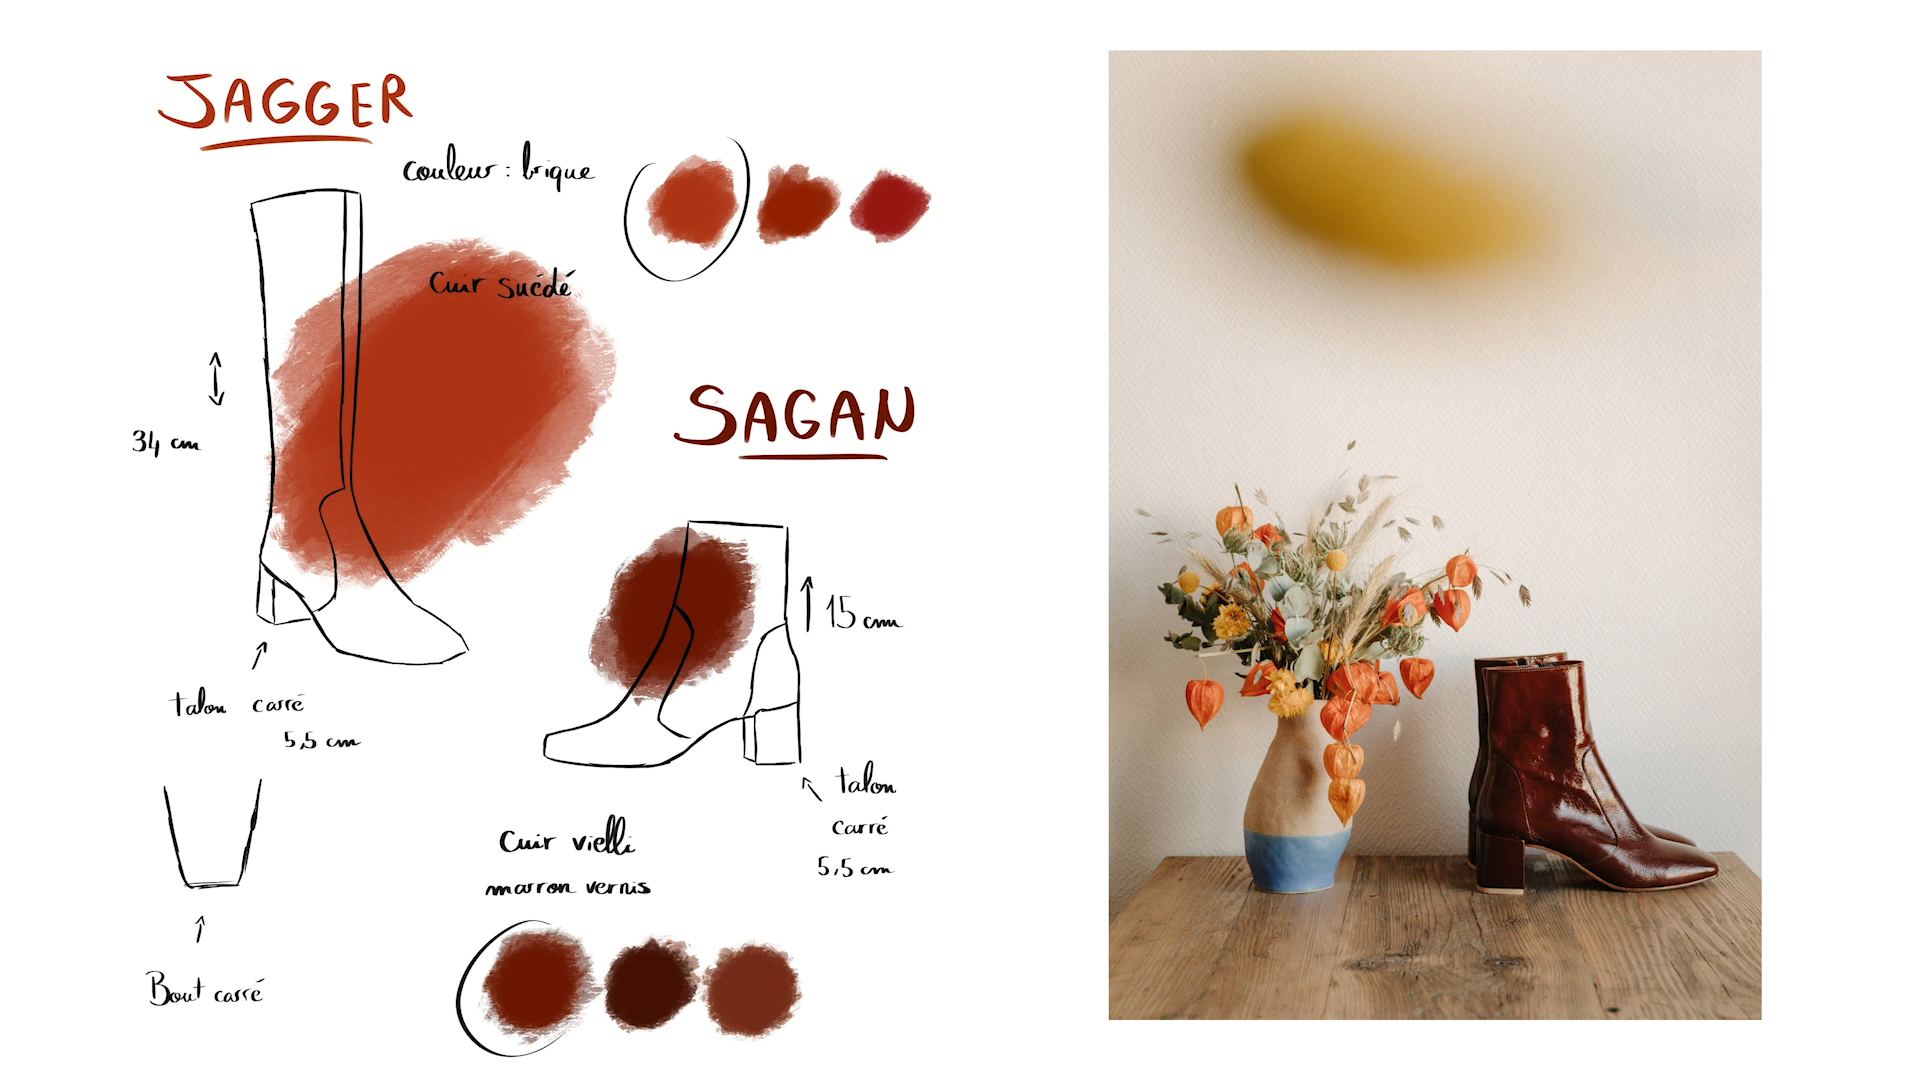 JAGGER
couleur : brique
Cuir suédé
34 cm
talon carré
5,5 cm
Bout carré
SAGAN
15 cm
talon
carré
5,5 cm
Cuir vielli
marron vernis